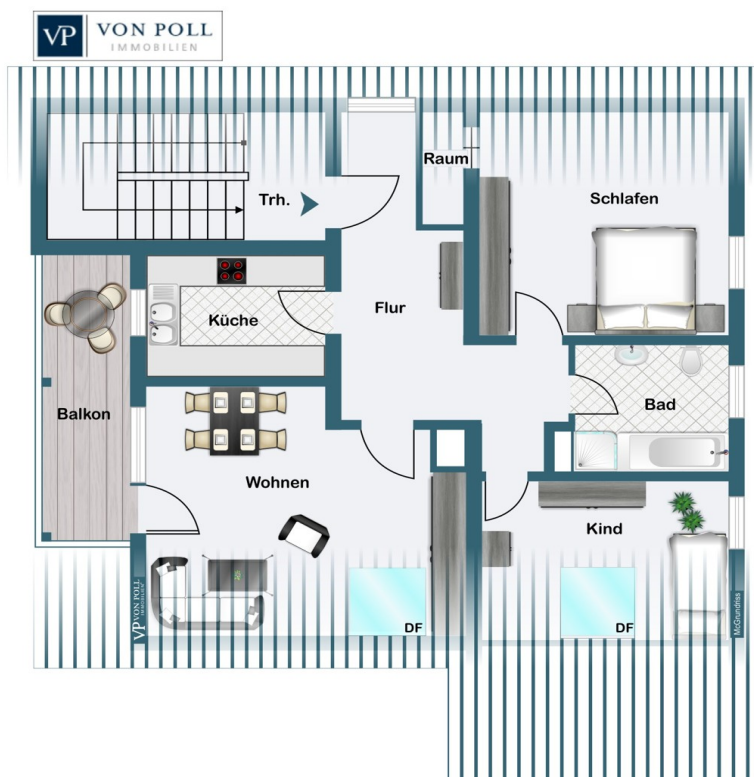 VP VON POLL
IMMOBILIEN
Raum
Schlafen
Trh.
Flur
Küche
Balkon
Bad
Wohnen
Kind
DF
DF
VP VON POLL
IMMOBILIEN
McGrundriss